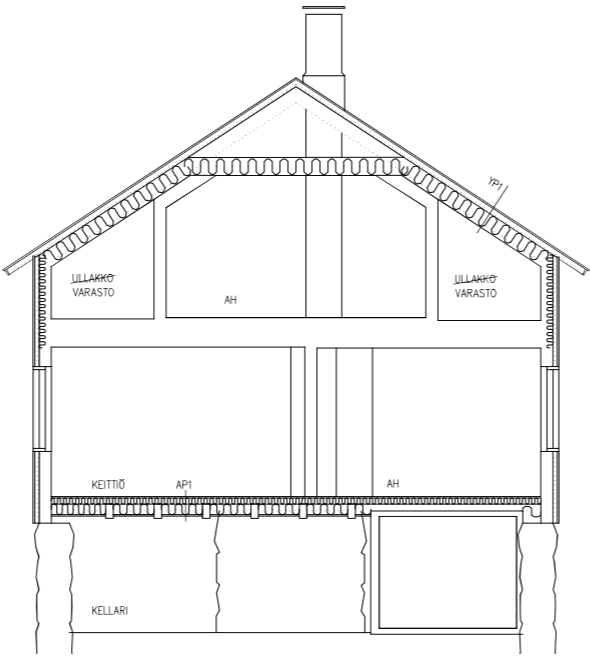 YP1
ULLAKKO
VARASTO
AH
ULLAKKO
VARASTO
KEITTIÖ
AP1
AH
KELLARI